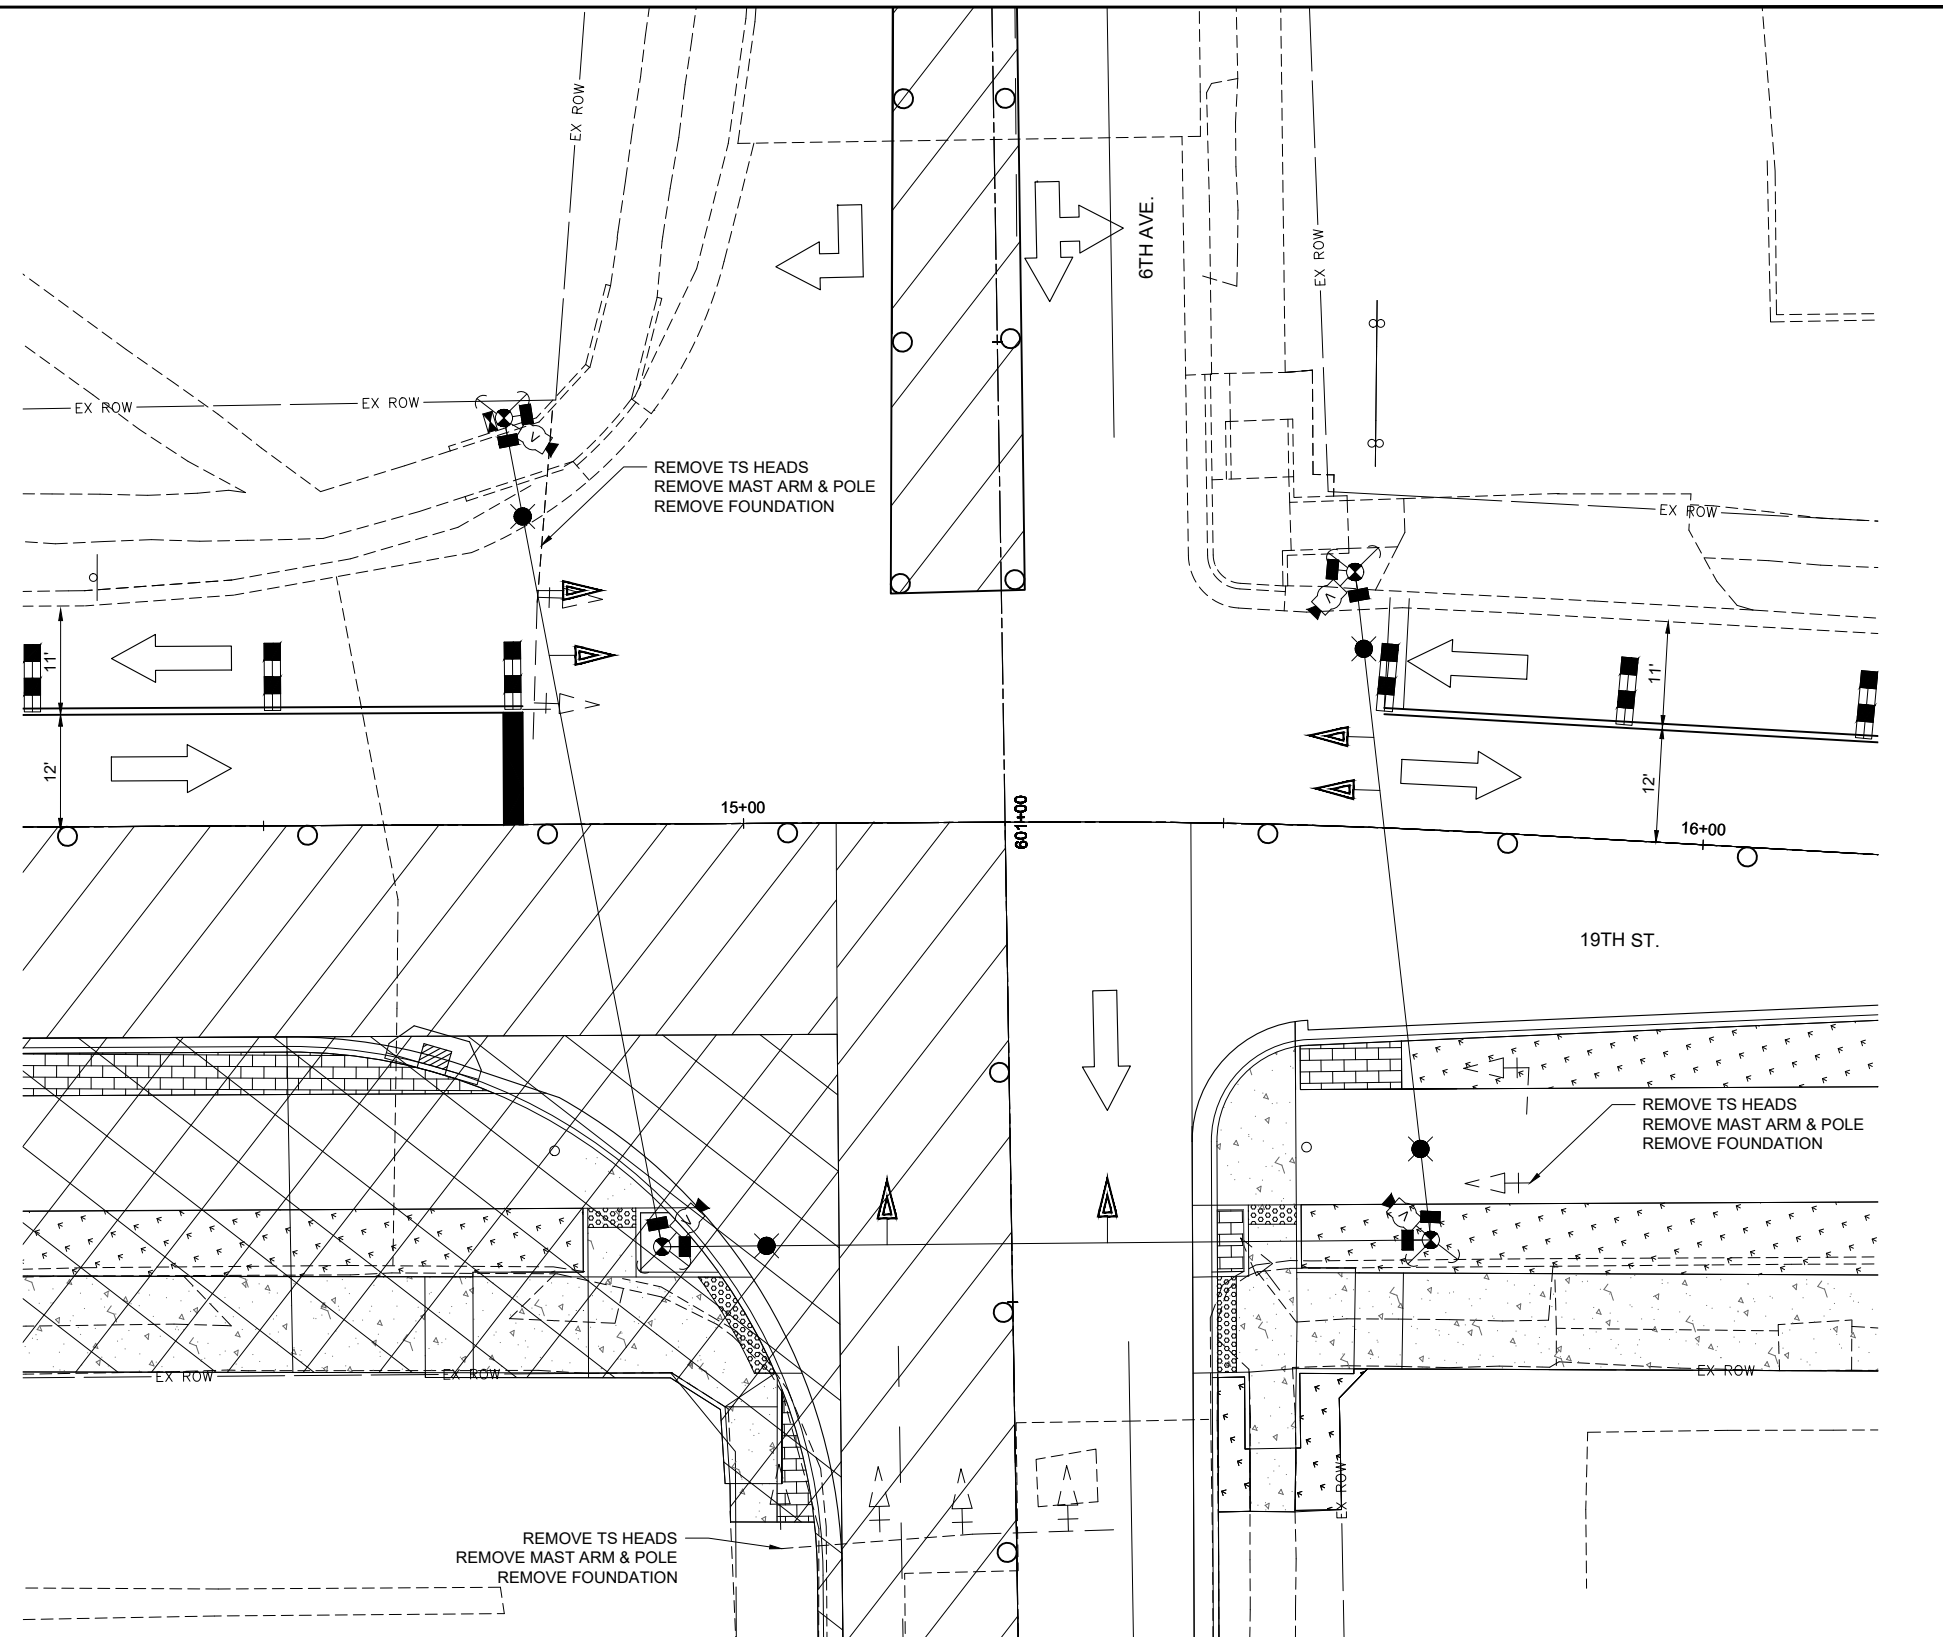 EX ROW
6TH AVE.
EX ROW
EX ROW
EX ROW
REMOVE TS HEADS
REMOVE MAST ARM & POLE
REMOVE FOUNDATION
EX ROW
11'
11'
12'
12'
15+00
601+00
16+00
19TH ST.
REMOVE TS HEADS
REMOVE MAST ARM & POLE
REMOVE FOUNDATION
EX ROW
EX ROW
EX ROW
EX ROW
REMOVE TS HEADS
REMOVE MAST ARM & POLE
REMOVE FOUNDATION